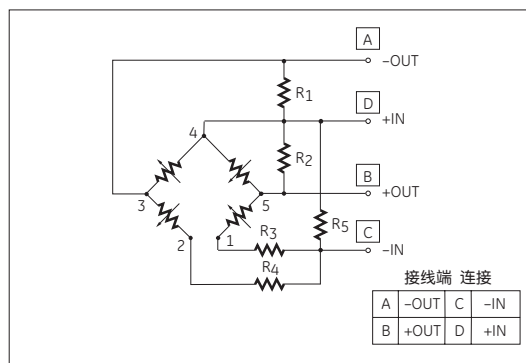 A
–OUT
R1
D
+IN
4
R2
B
+OUT
3
5
R5
C
2
1
R3
–IN
R4
接线端 连接
A –OUT C –IN
B +OUT D +IN